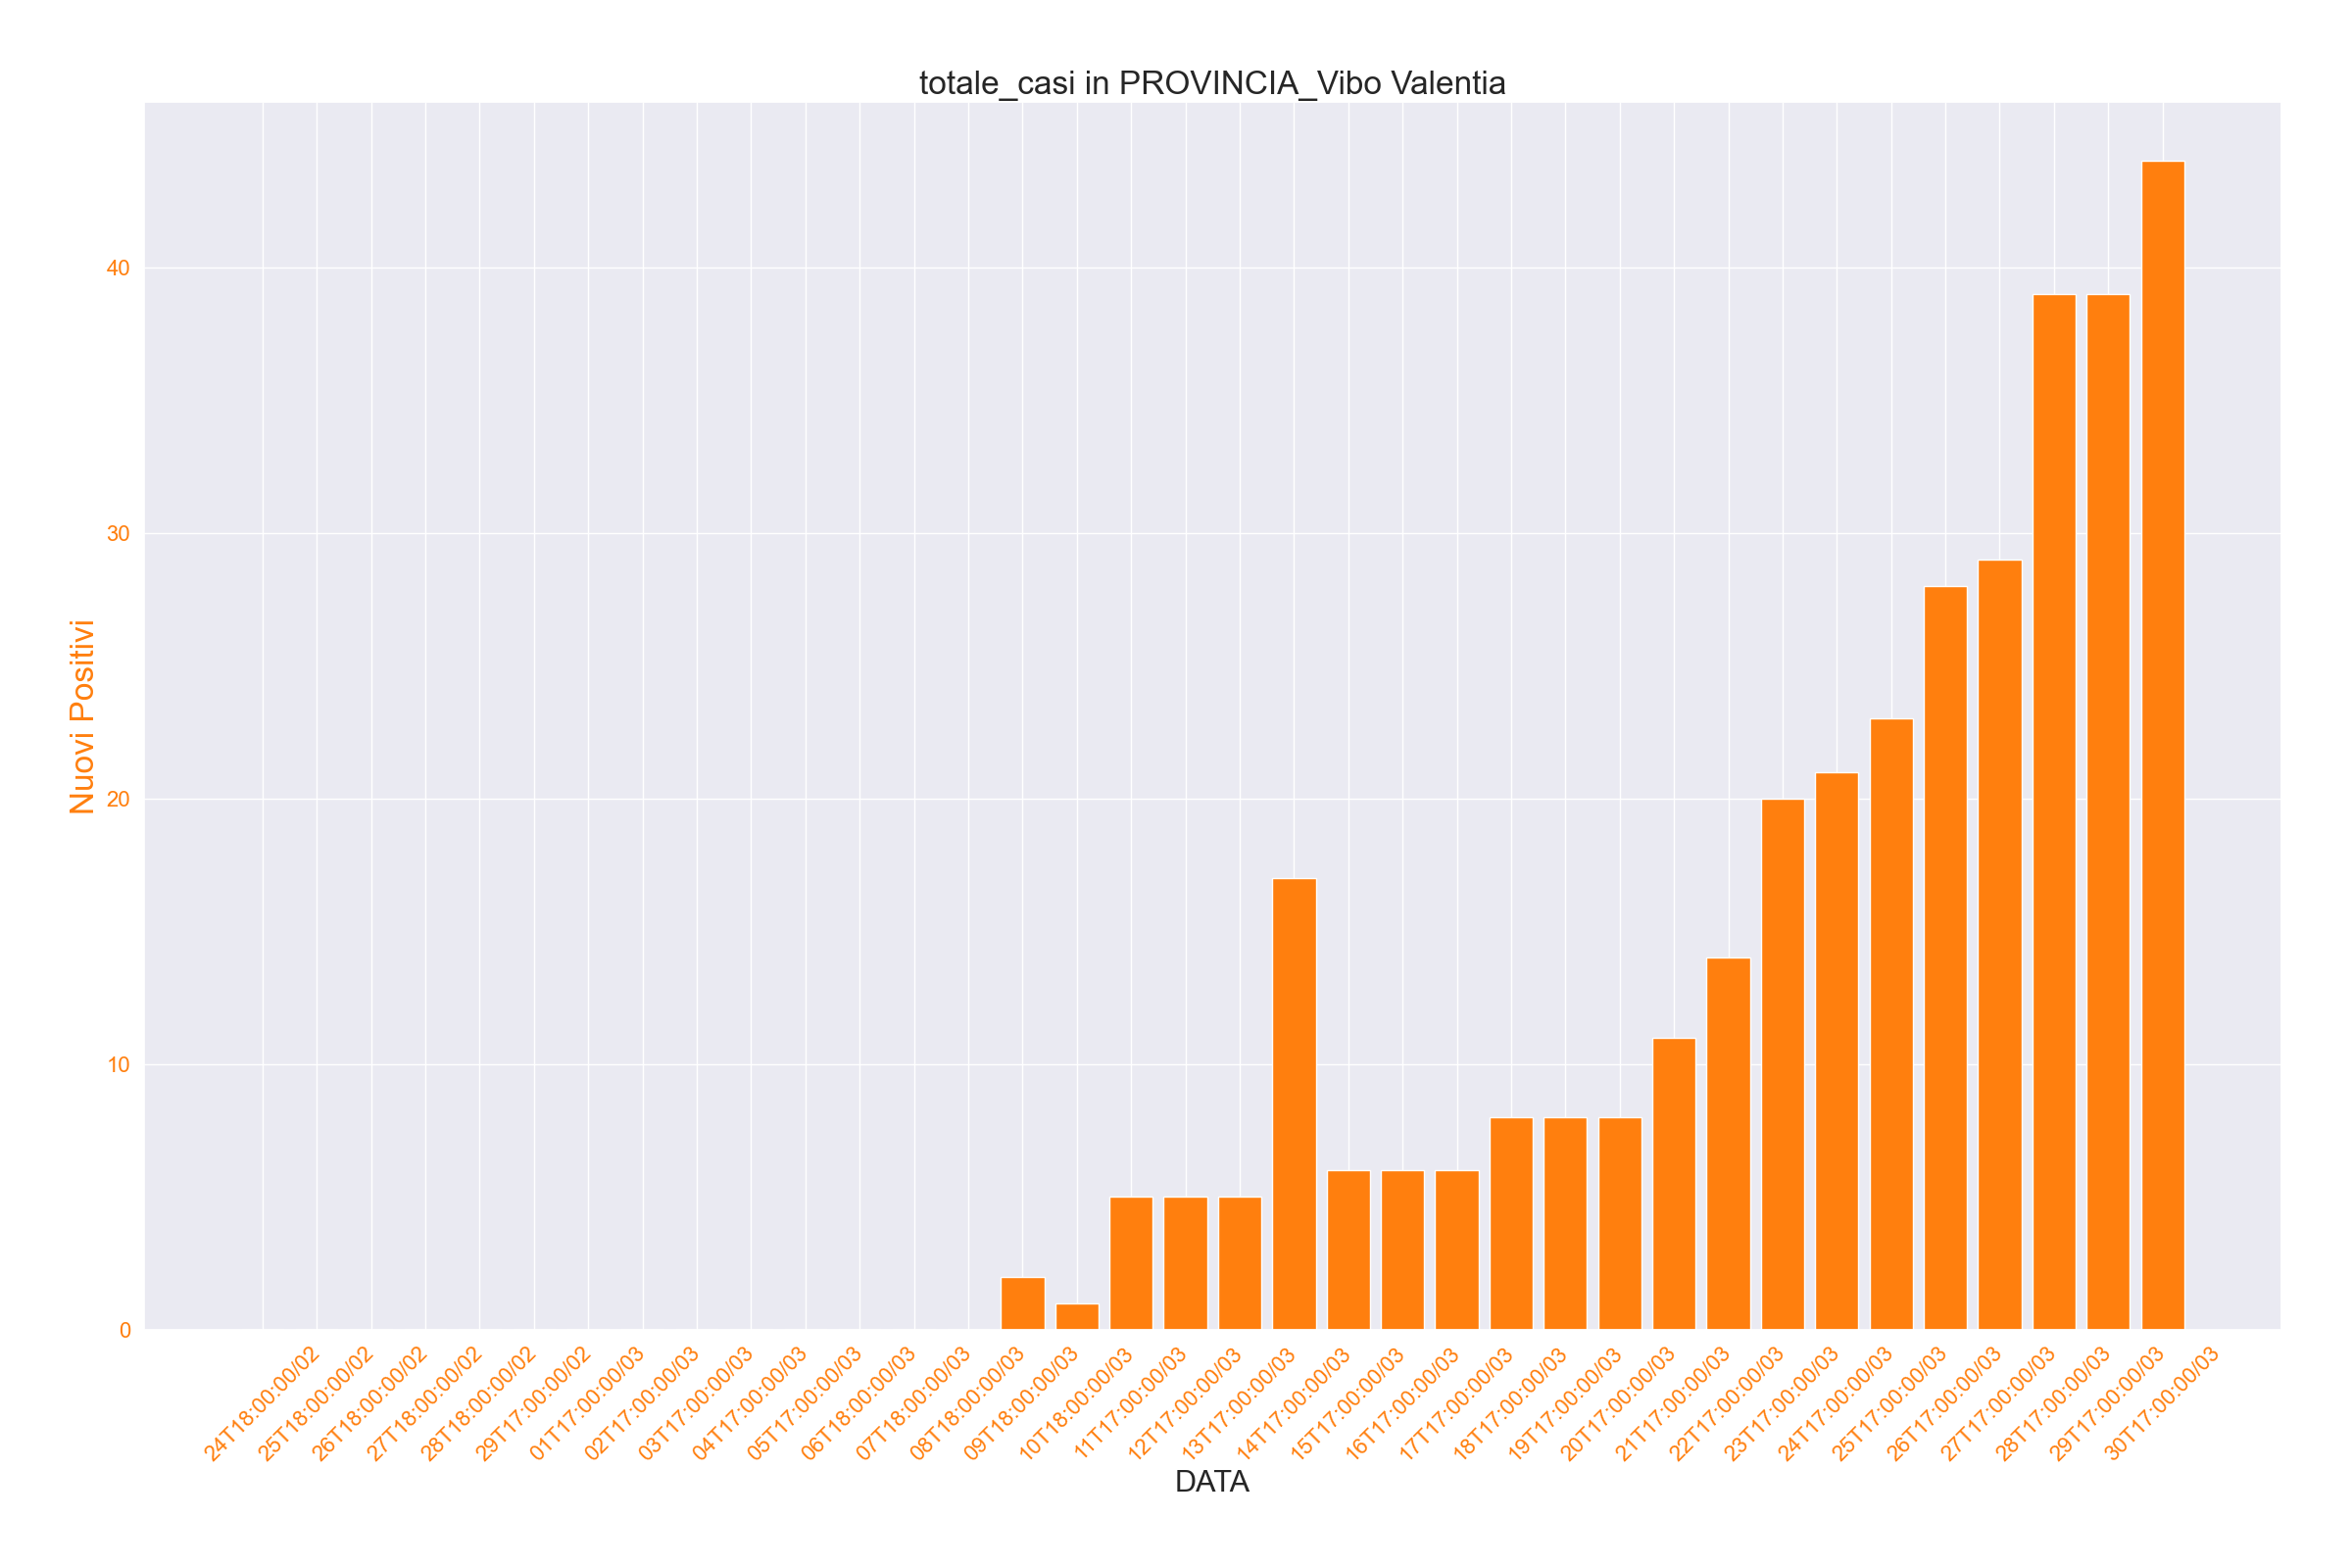 totale_casi in PROVINCIA_Vibo Valentia
Nuovi Positivi
40
30
20
10
0
24T18:00:00/02
25T18:00:00/02
26T18:00:00/02
27T18:00:00/02
28T18:00:00/02
29T17:00:00/02
01T17:00:00/03
02T17:00:00/03
03T17:00:00/03
04T17:00:00/03
05T17:00:00/03
06T18:00:00/03
07T18:00:00/03
08T18:00:00/03
09T18:00:00/03
10T18:00:00/03
11T17:00:00/03
12T17:00:00/03
13T17:00:00/03
14T17:00:00/03
15T17:00:00/03
16T17:00:00/03
17T17:00:00/03
18T17:00:00/03
19T17:00:00/03
20T17:00:00/03
21T17:00:00/03
22T17:00:00/03
23T17:00:00/03
24T17:00:00/03
25T17:00:00/03
26T17:00:00/03
27T17:00:00/03
28T17:00:00/03
29T17:00:00/03
30T17:00:00/03
DATA